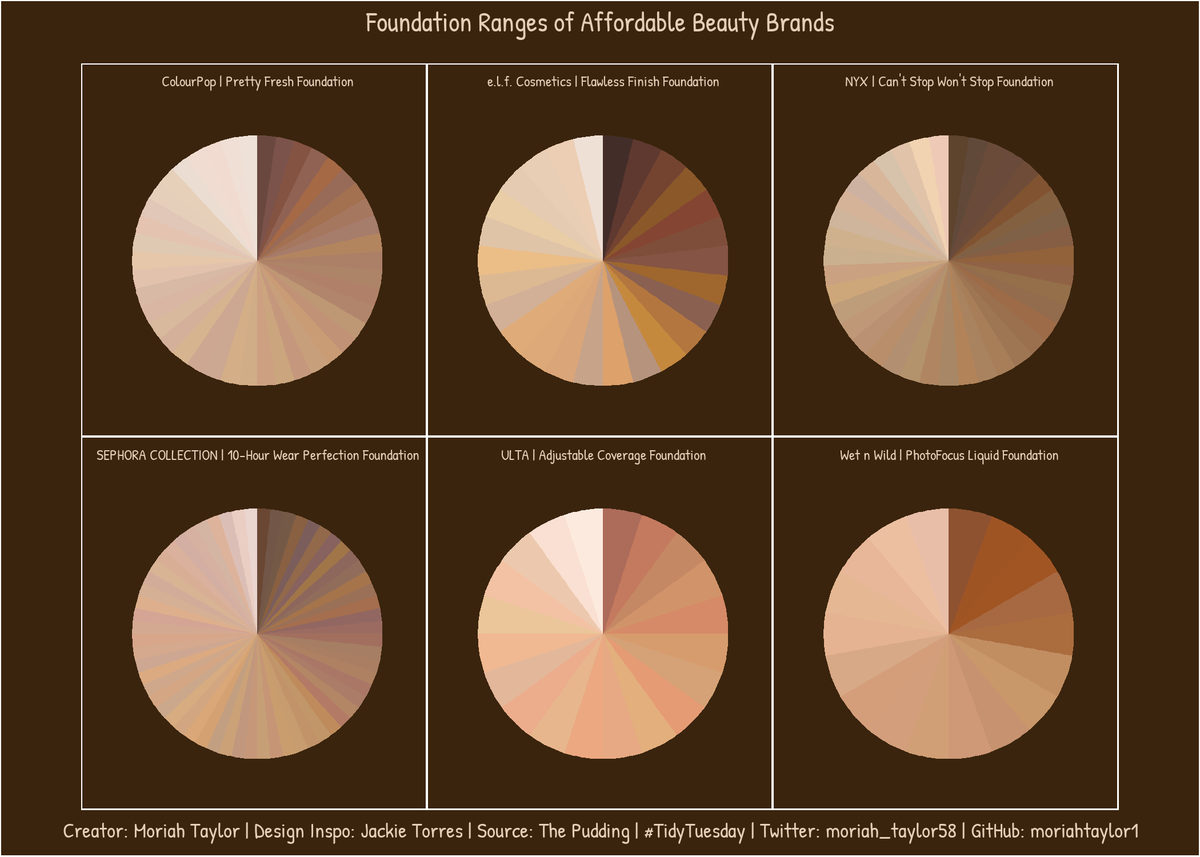 Foundation Ranges of Affordable Beauty Brands
ColourPop | Pretty Fresh Foundation
e.l.f. Cosmetics | Flawless Finish Foundation
NYX | Can't Stop Won't Stop Foundation
SEPHORA COLLECTION | 10-Hour Wear Perfection Foundation
ULTA | Adjustable Coverage Foundation
Wet n Wild | PhotoFocus Liquid Foundation
Creator: Moriah Taylor | Design Inspo: Jackie Torres | Source: The Pudding | #TidyTuesday | Twitter: moriah_taylor58 | GitHub: moriahtaylor1